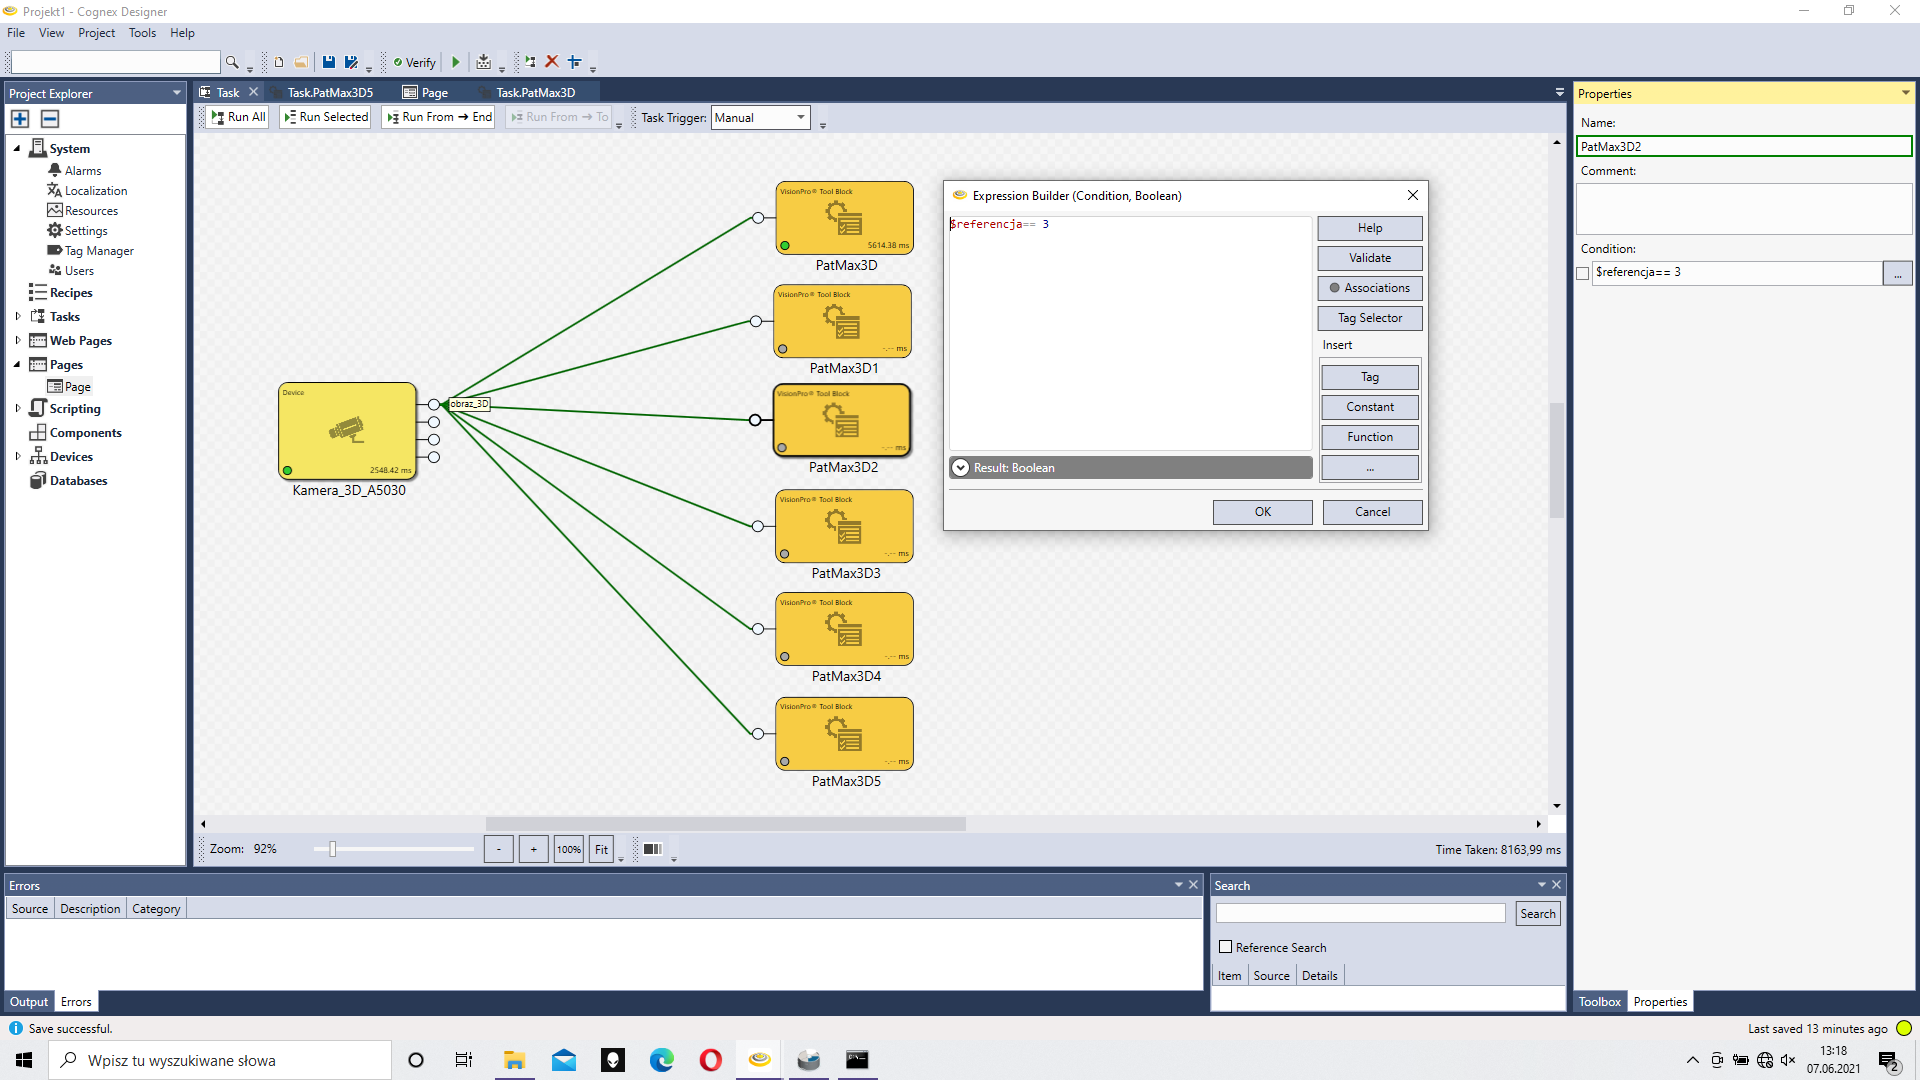 Projekt1 - Cognex Designer
File View Project Tools Help
Verify
Project Explorer
System
Alarms
Localization
Resources
Settings
Tag Manager
Users
Recipes
Tasks
Web Pages
Pages
Page
Scripting
Components
Devices
Databases
Task Task.PatMax3D5 Page Task.PatMax3D
Run All Run Selected Run From → End Run From → To Task Trigger: Manual
Device
2548.42 ms
Kamera_3D_A5030
obraz_3D
VisionPro® Tool Block
5614.38 ms
PatMax3D
VisionPro® Tool Block
-.-- ms
PatMax3D1
VisionPro® Tool Block
-.-- ms
PatMax3D2
VisionPro® Tool Block
-.-- ms
PatMax3D3
VisionPro® Tool Block
-.-- ms
PatMax3D4
VisionPro® Tool Block
-.-- ms
PatMax3D5
Expression Builder (Condition, Boolean)
$referencja== 3
Help
Validate
Associations
Tag Selector
Insert
Tag
Constant
Function
...
Result: Boolean
OK Cancel
Zoom: 92% - + 100% Fit
Time Taken: 8163,99 ms
Properties
Name:
PatMax3D2
Comment:
Condition:
$referencja== 3 ...
Toolbox Properties
Errors
Source Description Category
Output Errors
Search
Search
Reference Search
Item Source Details
Save successful.
Last saved 13 minutes ago
Wpisz tu wyszukiwane słowa
13:18
07.06.2021
2